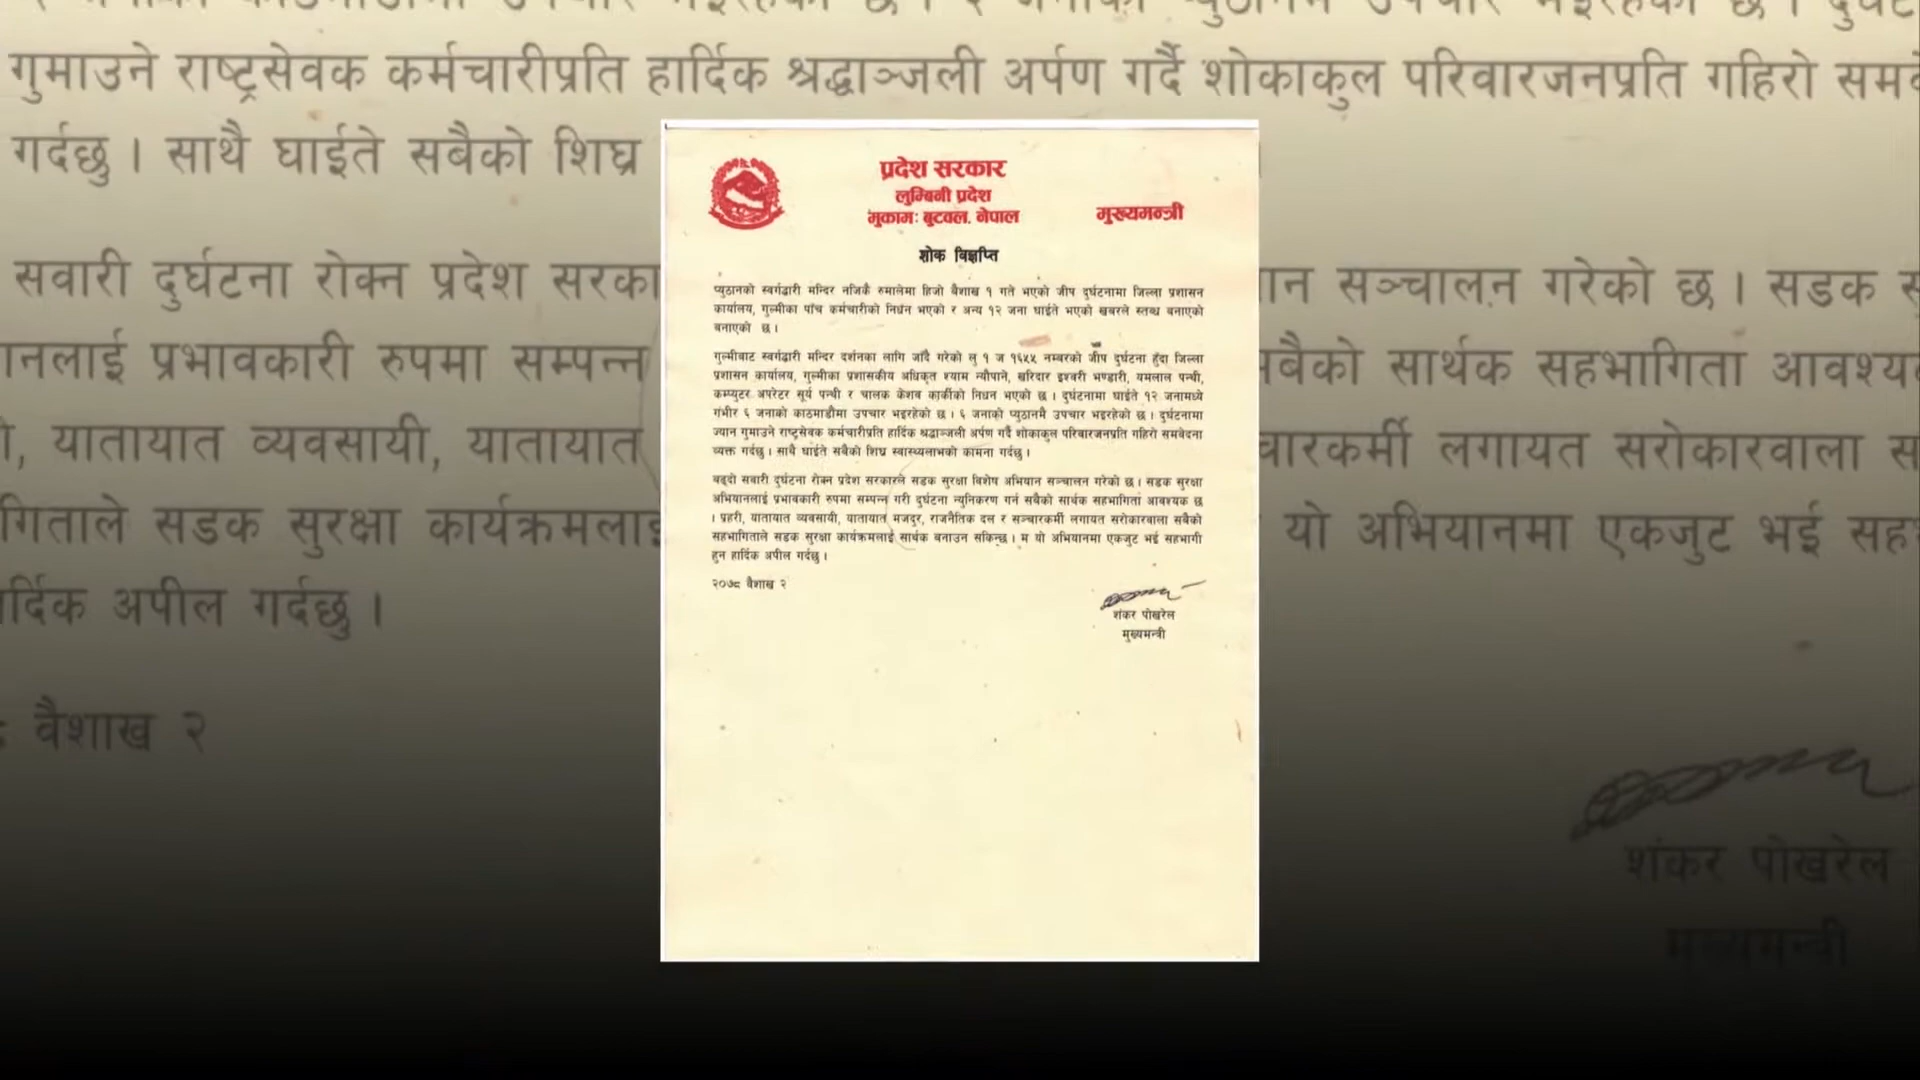 प्रदेश सरकार
लुम्बिनी प्रदेश
मुकामः बुटवल, नेपाल
मुख्यमन्त्री
शोक विज्ञप्ति
प्युठानको स्वर्गद्वारी मन्दिर नजिकै रुमालेमा हिजो बैशाख १ गते भएको जीप दुर्घटनामा जिल्ला प्रशासन
कार्यालय, गुल्मीका पाँच कर्मचारीको निधन भएको र अन्य १२ जना घाईते भएको खबरले स्तब्ध बनाएको
बनाएको छ ।
गुल्मीबाट स्वर्गद्वारी मन्दिर दर्शनका लागि जाँदै गरेको लु १ ज १६५५ नम्बरको जीप दुर्घटना हुँदा जिल्ला
प्रशासन कार्यालय, गुल्मीका प्रशासकीय अधिकृत श्याम न्यौपाने, खरिदार इश्वरी भण्डारी, यमलाल पन्थी,
कम्प्युटर अपरेटर सूर्य पन्थी र चालक केशव कार्कीको निधन भएको छ । दुर्घटनामा घाईते १२ जनामध्ये
गंभीर ६ जनाको काठमाडौंमा उपचार भइरहेको छ । ६ जनाको प्युठानमै उपचार भइरहेको छ । दुर्घटनामा
ज्यान गुमाउने राष्ट्रसेवक कर्मचारीप्रति हार्दिक श्रद्धाञ्जली अर्पण गर्दै शोकाकुल परिवारजनप्रति गहिरो समवेदना
व्यक्त गर्दछु । साथै घाईते सबैको शिघ्र स्वास्थ्यलाभको कामना गर्दछु ।
बढ्दो सवारी दुर्घटना रोक्न प्रदेश सरकारले सडक सुरक्षा विशेष अभियान सञ्चालन गरेको छ । सडक सुरक्षा
अभियानलाई प्रभावकारी रुपमा सम्पन्न गरी दुर्घटना न्युनिकरण गर्न सबैको सार्थक सहभागिता आवश्यक छ
। प्रहरी, यातायात व्यवसायी, यातायात मजदुर, राजनैतिक दल र सञ्चारकर्मी लगायत सरोकारवाला सबैको
सहभागिताले सडक सुरक्षा कार्यक्रमलाई सार्थक बनाउन सकिन्छ । म यो अभियानमा एकजुट भई सहभागी
हुन हार्दिक अपील गर्दछु ।
२०७८ बैशाख २
शंकर पोखरेल
मुख्यमन्त्री